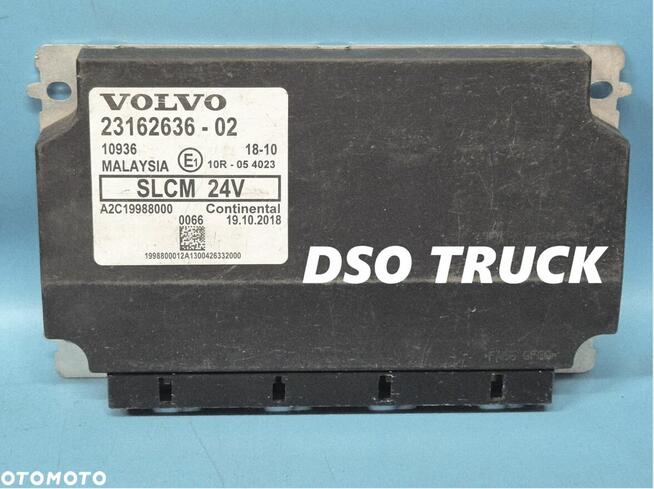 VOLVO
23162636 - 02
10936 18-10
MALAYSIA E1 10R - 05 4023
SLCM 24V
A2C19988000 Continental
0066 19.10.2018
1998800012A1300426332000
DSO TRUCK
OTOMOTO